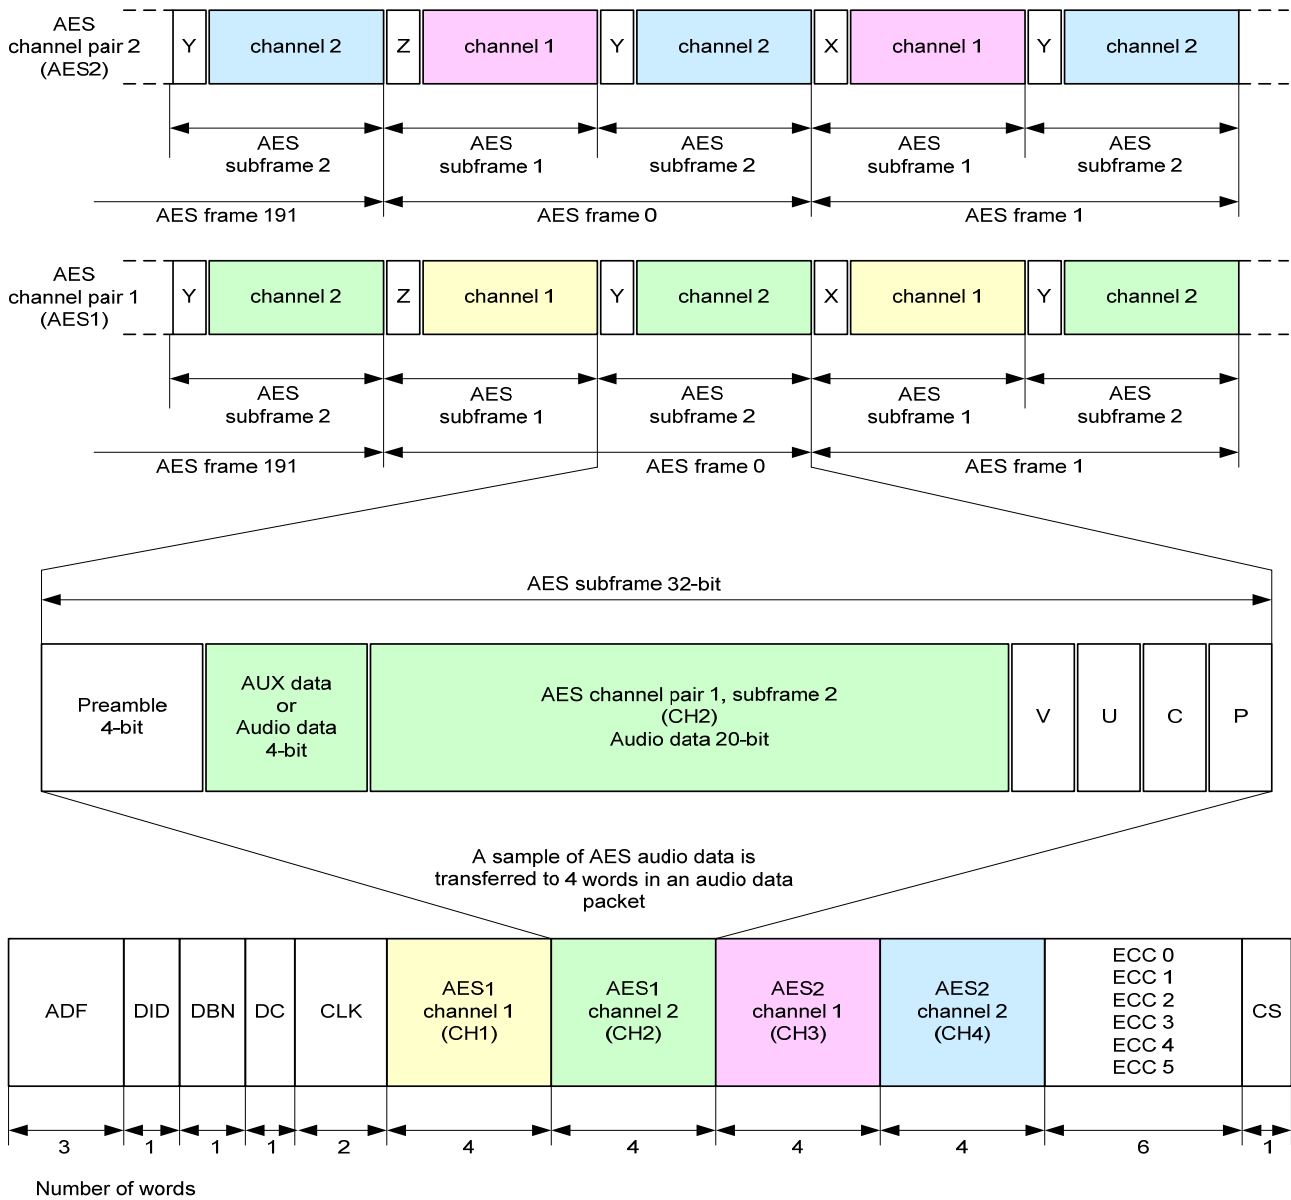 AES
channel pair 2
(AES2)
Y channel 2 Z channel 1 Y channel 2 X channel 1 Y channel 2
AES
subframe 2
AES
subframe 1
AES
subframe 2
AES
subframe 1
AES
subframe 2
AES frame 191 AES frame 0 AES frame 1
AES
channel pair 1
(AES1)
Y channel 2 Z channel 1 Y channel 2 X channel 1 Y channel 2
AES
subframe 2
AES
subframe 1
AES
subframe 2
AES
subframe 1
AES
subframe 2
AES frame 191 AES frame 0 AES frame 1
AES subframe 32-bit
Preamble
4-bit
AUX data
or
Audio data
4-bit
AES channel pair 1, subframe 2
(CH2)
Audio data 20-bit
V U C P
A sample of AES audio data is
transferred to 4 words in an audio data
packet
ADF DID DBN DC CLK
AES1
channel 1
(CH1)
AES1
channel 2
(CH2)
AES2
channel 1
(CH3)
AES2
channel 2
(CH4)
ECC 0
ECC 1
ECC 2
ECC 3
ECC 4
ECC 5
CS
3 1 1 1 2 4 4 4 4 6 1
Number of words